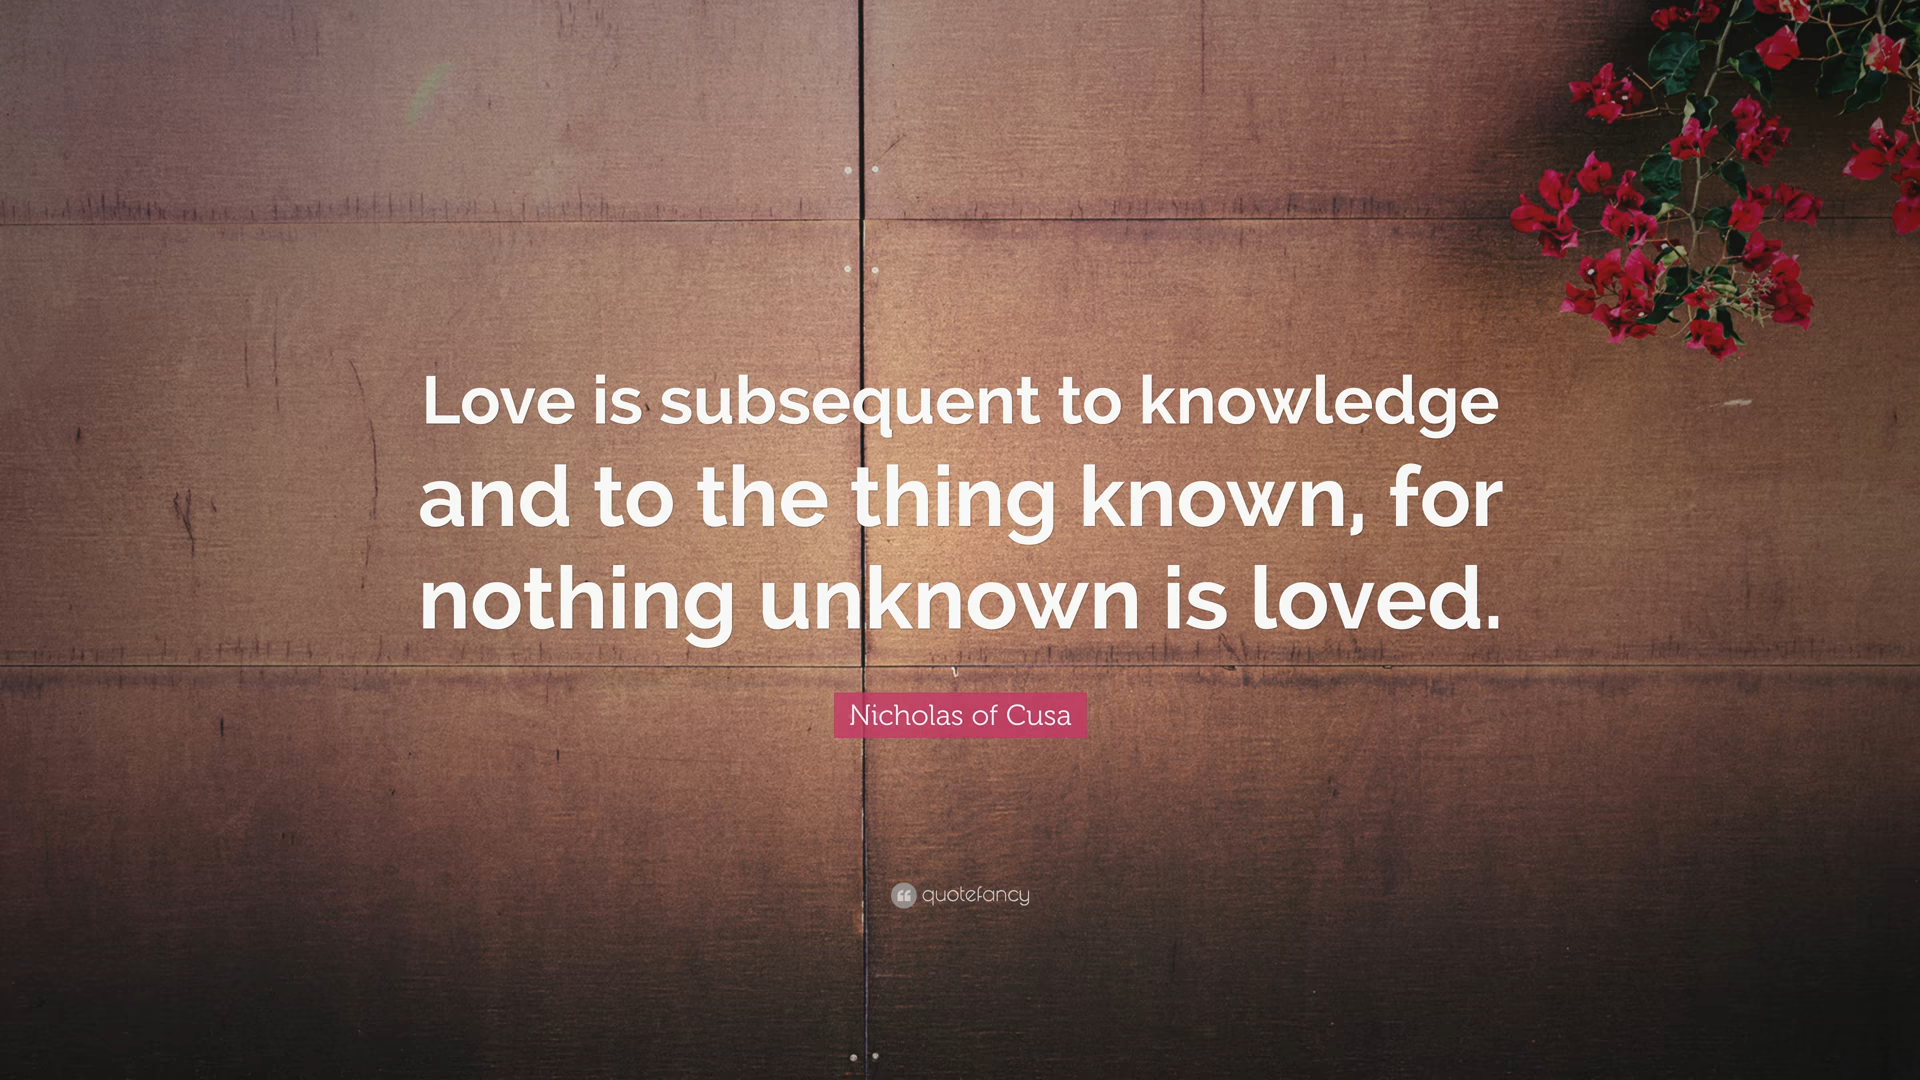 Love is subsequent to knowledge
and to the thing known, for
nothing unknown is loved.
Nicholas of Cusa
quotefancy